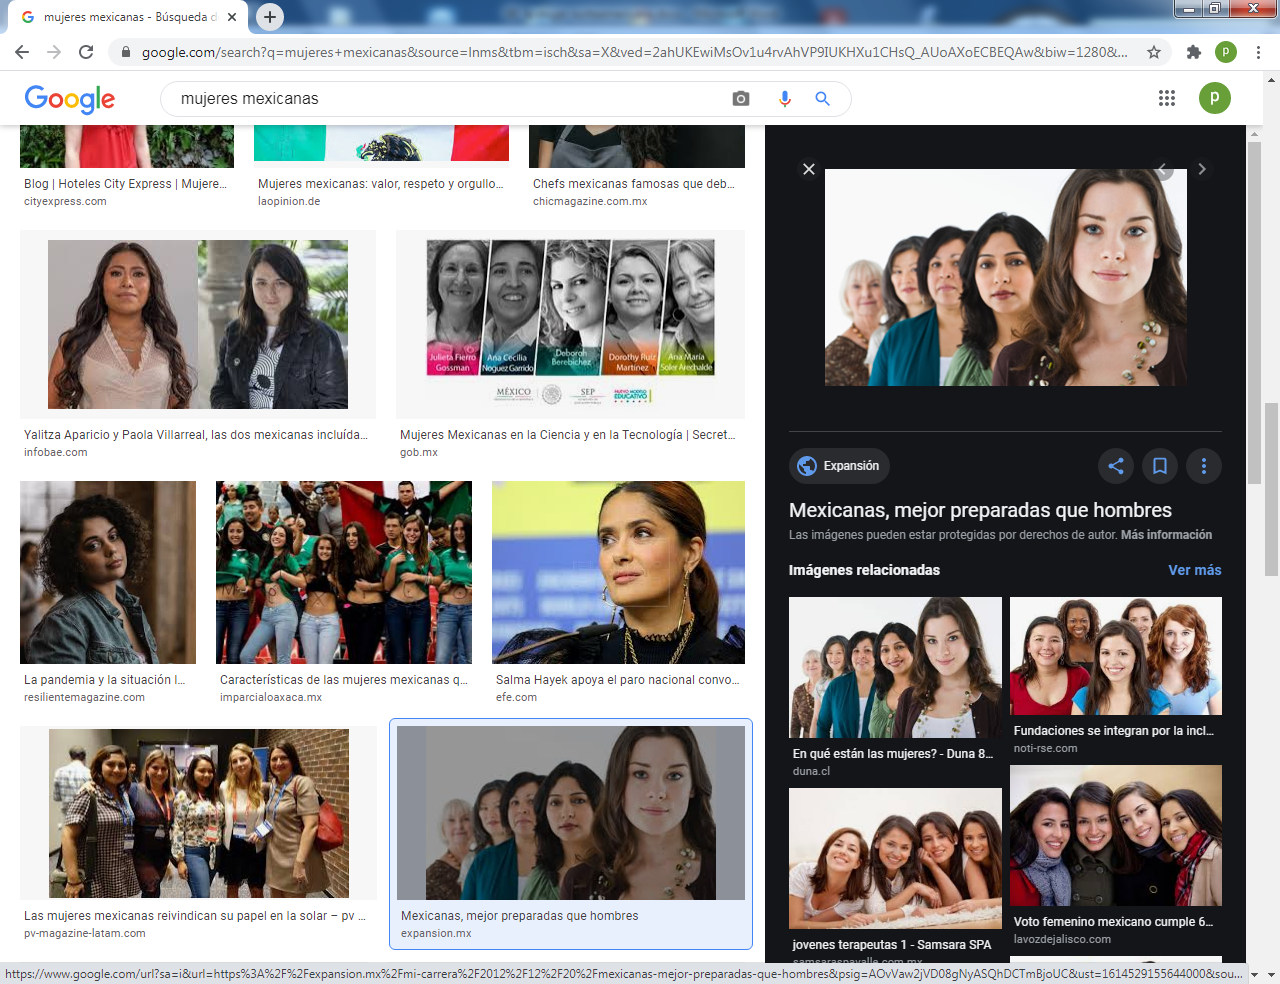 mujeres mexicanas - Búsqueda d
google.com/search?q=mujeres+mexicanas&source=lnms&tbm=isch&sa=X&ved=2ahUKEwiMsOv1u4rvAhVP9IUKHXu1CHsQ_AUoAXoECBEQAw&biw=1280&...
p
Google
mujeres mexicanas
p
Blog | Hoteles City Express | Mujere...
cityexpress.com
Mujeres mexicanas: valor, respeto y orgullo...
laopinion.de
Chefs mexicanas famosas que deb...
chicmagazine.com.mx
Julieta Fierro Gossman
Ana Cecilia Noguez Garrido
Deborah Berebichez
Dorothy Ruiz Martinez
Ana María Soler Arechalde
MÉXICO
SEP
NUEVO MODELO EDUCATIVO
Yalitza Aparicio y Paola Villarreal, las dos mexicanas incluída...
infobae.com
Mujeres Mexicanas en la Ciencia y en la Tecnología | Secret...
gob.mx
La pandemia y la situación l...
resilientemagazine.com
Características de las mujeres mexicanas q...
imparcialoaxaca.mx
Salma Hayek apoya el paro nacional convo...
efe.com
Las mujeres mexicanas reivindican su papel en la solar – pv ...
pv-magazine-latam.com
Mexicanas, mejor preparadas que hombres
expansion.mx
Expansión
Mexicanas, mejor preparadas que hombres
Las imágenes pueden estar protegidas por derechos de autor. Más información
Imágenes relacionadas
Ver más
En qué están las mujeres? - Duna 8...
duna.cl
Fundaciones se integran por la incl...
noti-rse.com
jovenes terapeutas 1 - Samsara SPA
samsaraspavalle.com.mx
Voto femenino mexicano cumple 6...
lavozdejalisco.com
https://www.google.com/url?sa=i&url=https%3A%2F%2Fexpansion.mx%2Fmi-carrera%2F2012%2F12%2F20%2Fmexicanas-mejor-preparadas-que-hombres&psig=AOvVaw2jVD08gNyASQhDCTmBjoUC&ust=1614529155644000&sou...